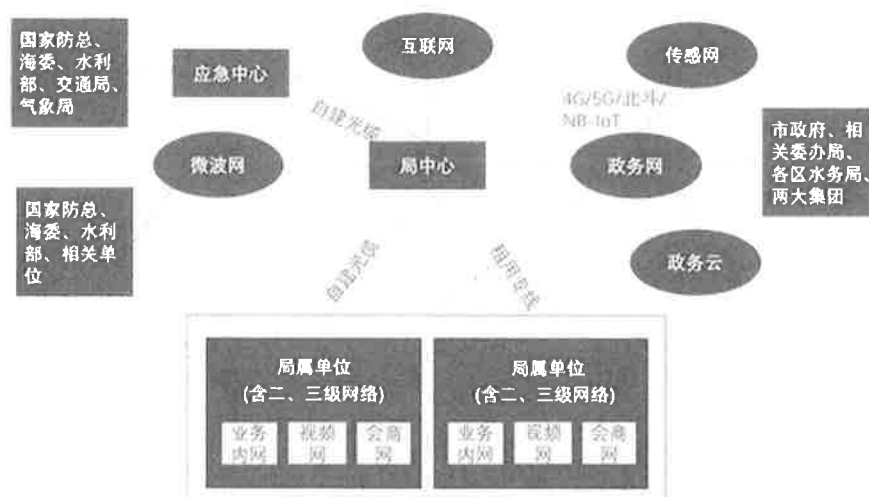 国家防总、
海委、水利
部、交通局、
气象局
应急中心
互联网
传感网
自建光缆
4G/5G/北斗/
NB-IoT
微波网
局中心
政务网
市政府、相
关委办局、
各区水务局、
两大集团
国家防总、
海委、水利
部、相关单
位
自建光缆
租用专线
政务云
局属单位
(含二、三级网络)
业务
内网
视频
网
会商
网
局属单位
(含二、三级网络)
业务
内网
视频
网
会商
网